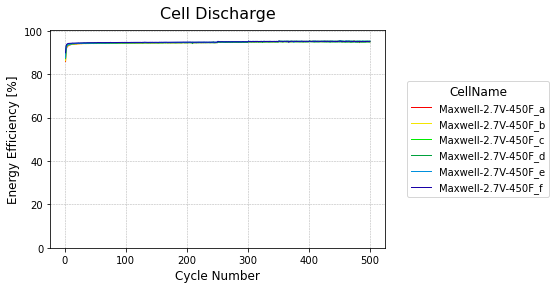 Cell Discharge
Energy Efficiency [%]
100
80
60
40
20
0
0
100
200
300
400
500
Cycle Number
CellName
Maxwell-2.7V-450F_a
Maxwell-2.7V-450F_b
Maxwell-2.7V-450F_c
Maxwell-2.7V-450F_d
Maxwell-2.7V-450F_e
Maxwell-2.7V-450F_f